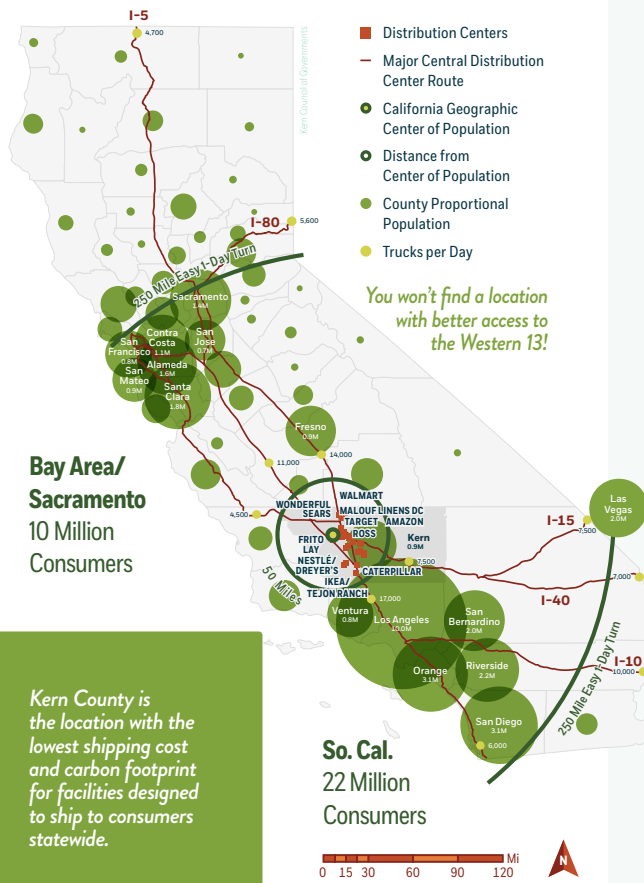 I-5
4,700
Kern Council of Governments
Distribution Centers
Major Central Distribution
Center Route
California Geographic
Center of Population
Distance from
Center of Population
County Proportional
Population
Trucks per Day
I-80
5,600
250 Mile Easy 1-Day Turn
You won't find a location
with better access to
the Western 13!
Sacramento
1.4M
San
Francisco
0.8M
Contra
Costa
1.1M
San
Jose
0.7M
Alameda
1.6M
San
Mateo
0.9M
Santa
Clara
1.8M
Fresno
0.9M
14,000
11,000
Bay Area/
Sacramento
10 Million
Consumers
4,500
WONDERFUL
SEARS
WALMART
MALOUF LINENS DC
TARGET
AMAZON
ROSS
Kern
0.9M
FRITO
LAY
NESTLÉ/
DREYER'S
CATERPILLAR
7,500
IKEA/
TEJON RANCH
50 Miles
17,000
Las
Vegas
2.0M
I-15
7,500
7,000
I-40
Ventura
0.8M
Los Angeles
10.0M
San
Bernardino
2.0M
Orange
3.1M
Riverside
2.2M
I-10
10,000
250 Mile Easy 1-Day Turn
San Diego
3.1M
6,000
Kern County is
the location with the
lowest shipping cost
and carbon footprint
for facilities designed
to ship to consumers
statewide.
So. Cal.
22 Million
Consumers
Mi
0 15 30 60 90 120
N